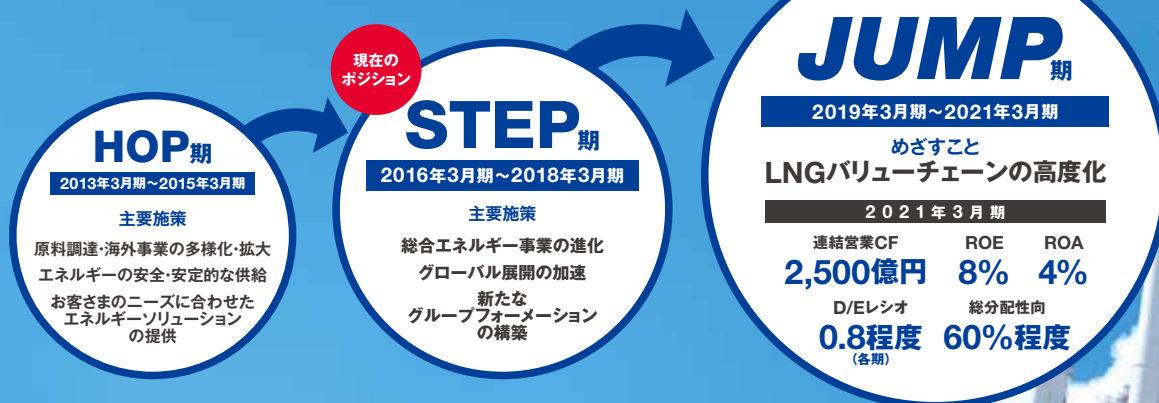 HOP期
2013年3月期~2015年3月期
主要施策
原料調達・海外事業の多様化・拡大
エネルギーの安全・安定的な供給
お客さまのニーズに合わせた
エネルギーソリューション
の提供
現在の
ポジション
STEP期
2016年3月期~2018年3月期
主要施策
総合エネルギー事業の進化
グローバル展開の加速
新たな
グループフォーメーション
の構築
JUMP期
2019年3月期~2021年3月期
めざすこと
LNGバリューチェーンの高度化
2021年3月期
連結営業CF ROE ROA
2,500億円 8% 4%
D/Eレシオ 総分配性向
0.8程度 60%程度
(各期)